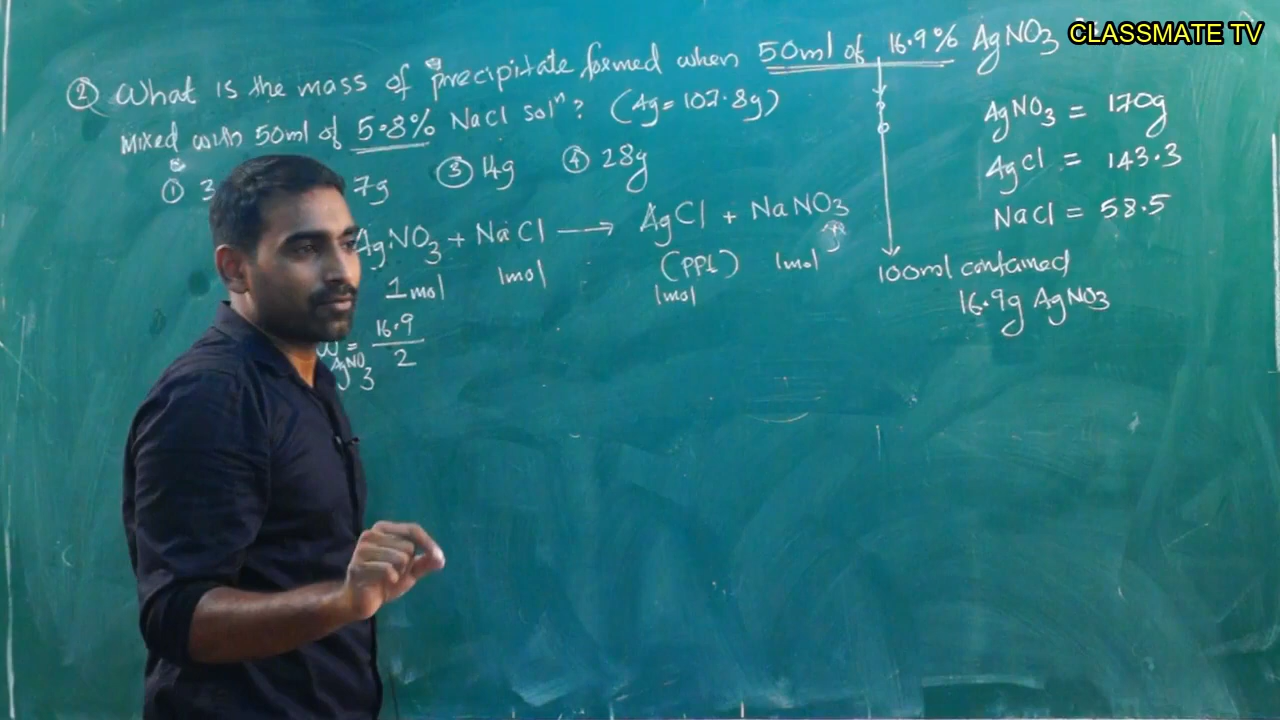 CLASSMATE TV
② What is the mass of precipitate formed when 50ml of 16.9% AgNO3
Mixed with 50ml of 5.8% NaCl solⁿ? (Ag=107.8g)
① 3 7g ③ 4g ④ 28g
AgNO3 + NaCl ⟶ AgCl + NaNO3
(PPt)
1mol 1mol 1mol 1mol
W AgNO3 = 16.9/2
AgNO3 = 170g
AgCl = 143.3
NaCl = 58.5
100ml contained
16.9g AgNO3